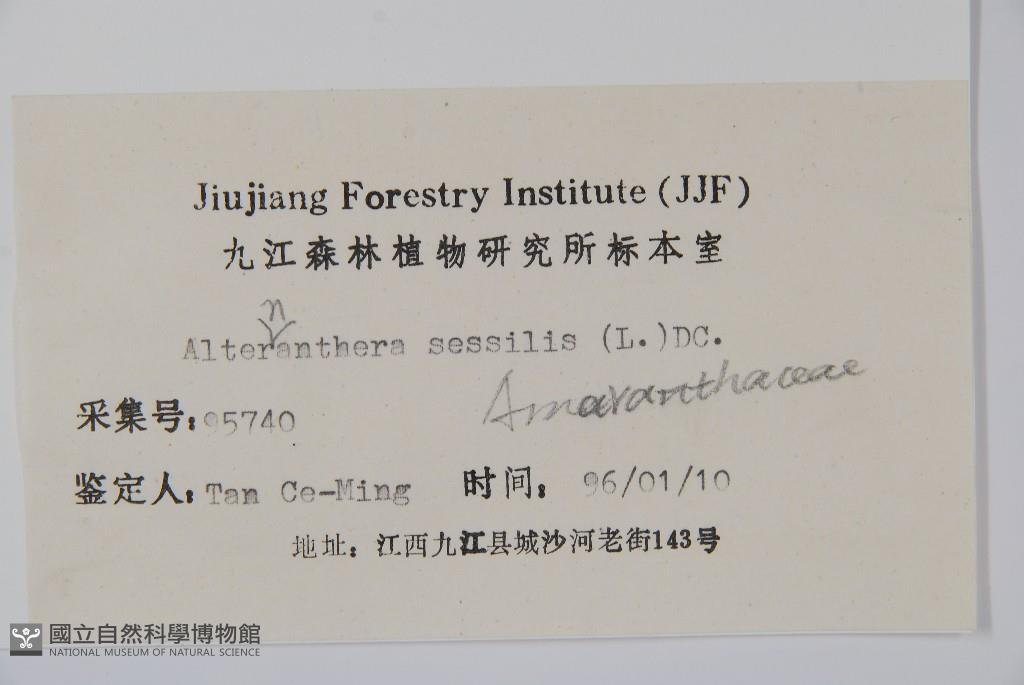 Jiujiang Forestry Institute (JJF)
九江森林植物研究所标本室
n
Alteranthera sessilis (L.)DC.
Amaranthaceae
采集号:95740
鉴定人:Tan Ce-Ming 时间: 96/01/10
地址: 江西九江县城沙河老街143号
國立自然科學博物館
NATIONAL MUSEUM OF NATURAL SCIENCE